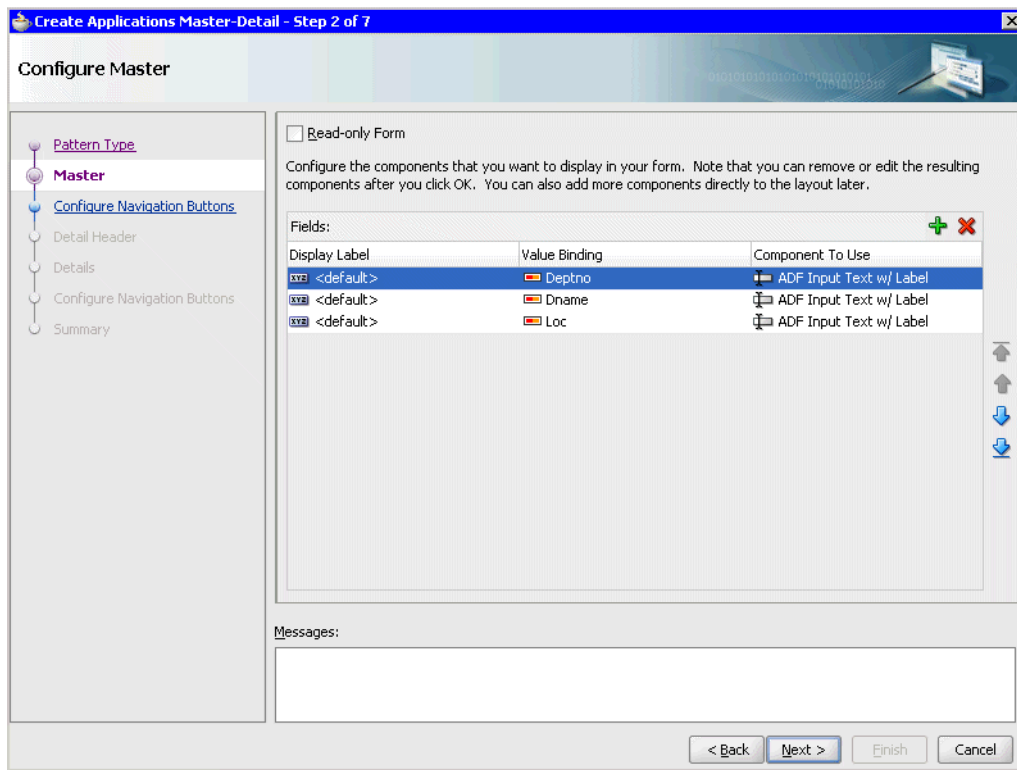 Create Applications Master-Detail - Step 2 of 7
Configure Master
Pattern Type
Master
Configure Navigation Buttons
Detail Header
Details
Configure Navigation Buttons
Summary
Read-only Form
Configure the components that you want to display in your form. Note that you can remove or edit the resulting
components after you click OK. You can also add more components directly to the layout later.
Fields:
Display Label Value Binding Component To Use
XYZ <default> Deptno ADF Input Text w/ Label
XYZ <default> Dname ADF Input Text w/ Label
XYZ <default> Loc ADF Input Text w/ Label
Messages:
< Back Next > Finish Cancel